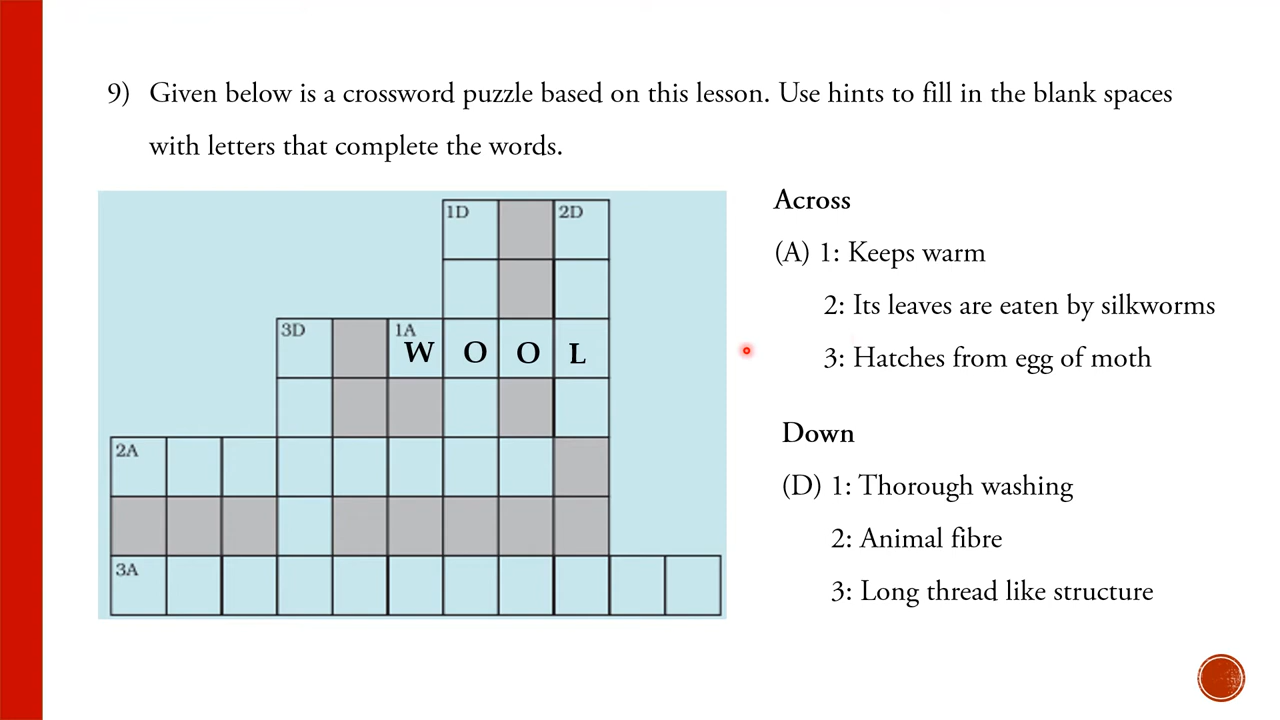 9) Given below is a crossword puzzle based on this lesson. Use hints to fill in the blank spaces
with letters that complete the words.
1D 2D
3D 1A
W O O L
2A
3A
Across
(A) 1: Keeps warm
2: Its leaves are eaten by silkworms
3: Hatches from egg of moth
Down
(D) 1: Thorough washing
2: Animal fibre
3: Long thread like structure